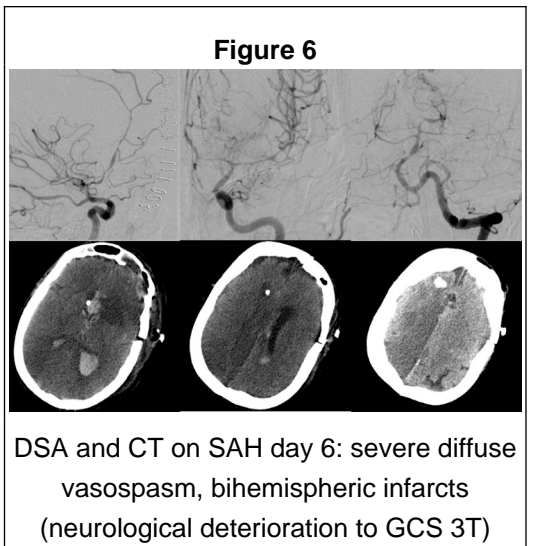 Figure 6
DSA and CT on SAH day 6: severe diffuse
vasospasm, bihemispheric infarcts
(neurological deterioration to GCS 3T)